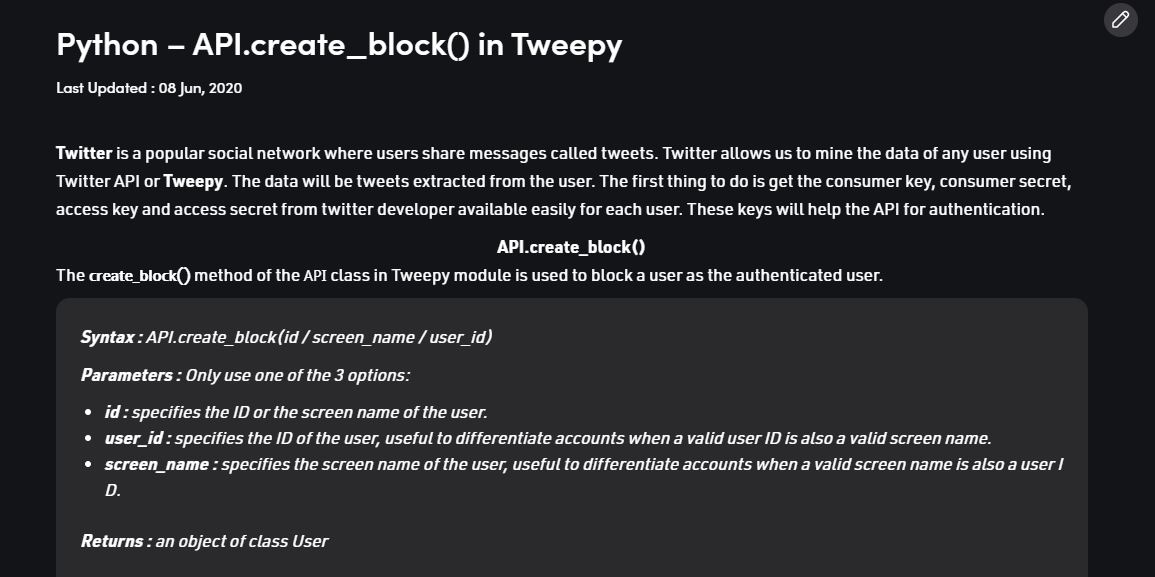 Python – API.create_block() in Tweepy
Last Updated : 08 Jun, 2020
Twitter is a popular social network where users share messages called tweets. Twitter allows us to mine the data of any user using
Twitter API or Tweepy. The data will be tweets extracted from the user. The first thing to do is get the consumer key, consumer secret,
access key and access secret from twitter developer available easily for each user. These keys will help the API for authentication.
API.create_block()
The create_block() method of the API class in Tweepy module is used to block a user as the authenticated user.
Syntax : API.create_block(id / screen_name / user_id)
Parameters : Only use one of the 3 options:
• id : specifies the ID or the screen name of the user.
• user_id : specifies the ID of the user, useful to differentiate accounts when a valid user ID is also a valid screen name.
• screen_name : specifies the screen name of the user, useful to differentiate accounts when a valid screen name is also a user I
D.
Returns : an object of class User